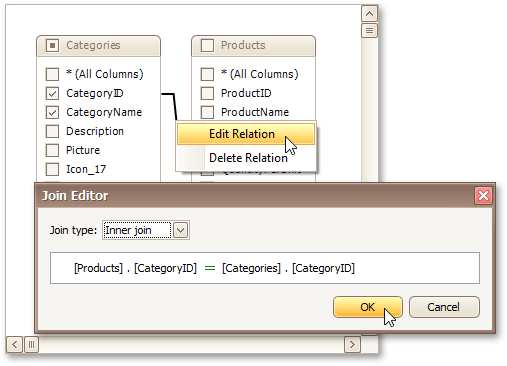 Categories
* (All Columns)
CategoryID
CategoryName
Description
Picture
Icon_17
Products
* (All Columns)
ProductID
ProductName
Edit Relation
Delete Relation
Join Editor
Join type: Inner join
[Products] . [CategoryID] = [Categories] . [CategoryID]
OK
Cancel